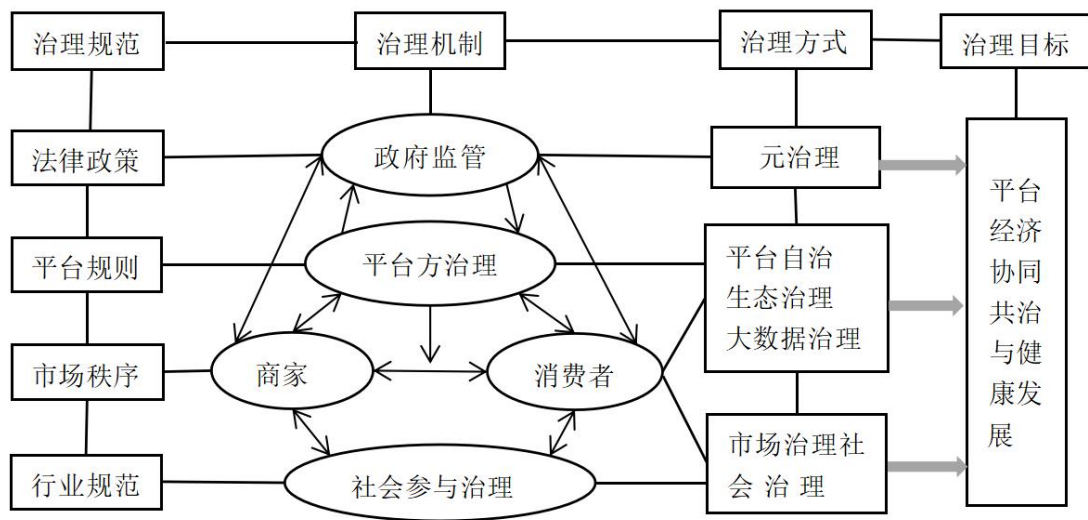 治理规范
治理机制
治理方式
治理目标
法律政策
政府监管
元治理
平台规则
平台方治理
平台自治
生态治理
大数据治理
平台
经济
协同
共治
与健
康发
展
市场秩序
商家
消费者
行业规范
社会参与治理
市场治理社
会治理